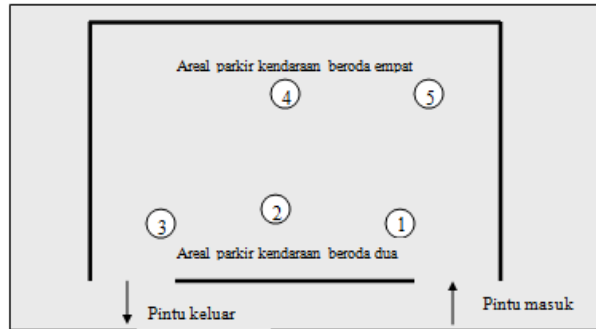 Areal parkir kendaraan beroda empat
4
5
3
2
1
Areal parkir kendaraan beroda dua
Pintu keluar
Pintu masuk